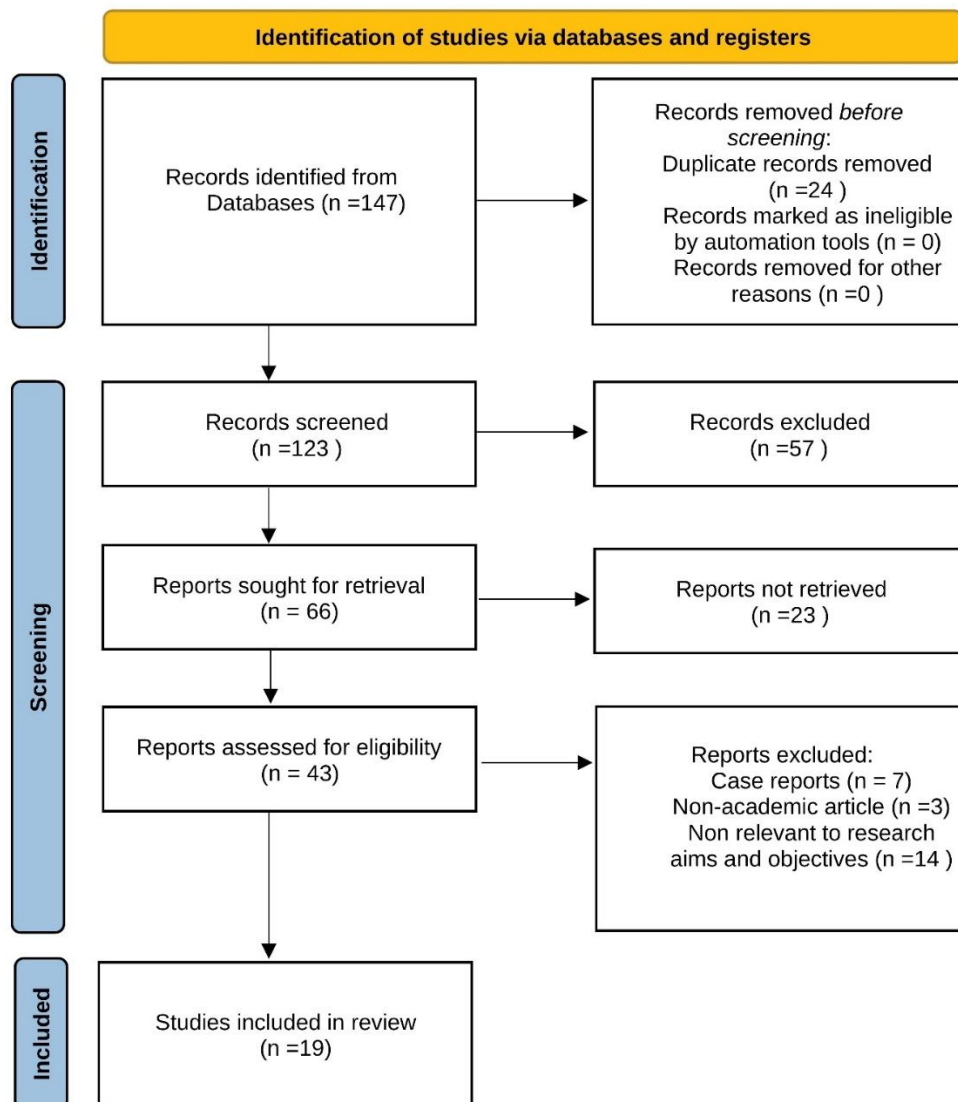 Identification of studies via databases and registers
Identification
Records identified from
Databases (n =147)
Records removed before
screening:
Duplicate records removed
(n =24 )
Records marked as ineligible
by automation tools (n = 0)
Records removed for other
reasons (n =0 )
Screening
Records screened
(n =123 )
Records excluded
(n =57 )
Reports sought for retrieval
(n = 66)
Reports not retrieved
(n =23 )
Reports assessed for eligibility
(n = 43)
Reports excluded:
Case reports (n = 7)
Non-academic article (n =3)
Non relevant to research
aims and objectives (n =14 )
Included
Studies included in review
(n =19)